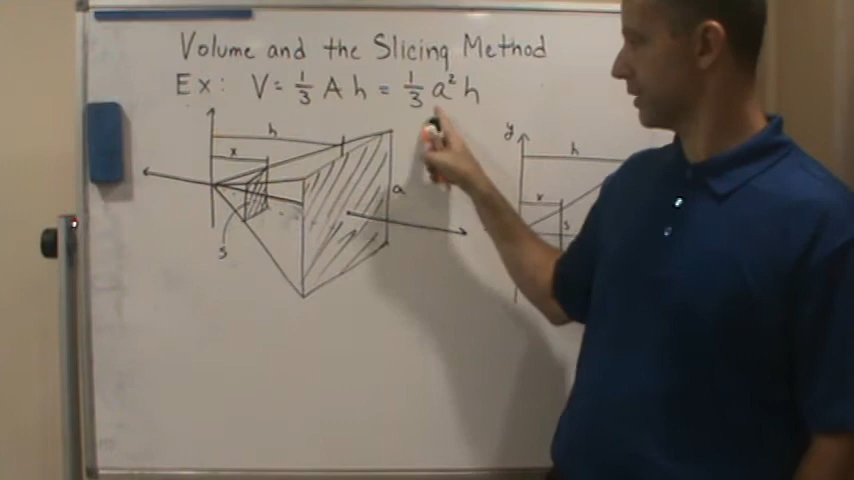 Volume and the Slicing Method
Ex: V = 1/3 A h = 1/3 a² h
h
x
a
s
y
h
x
s